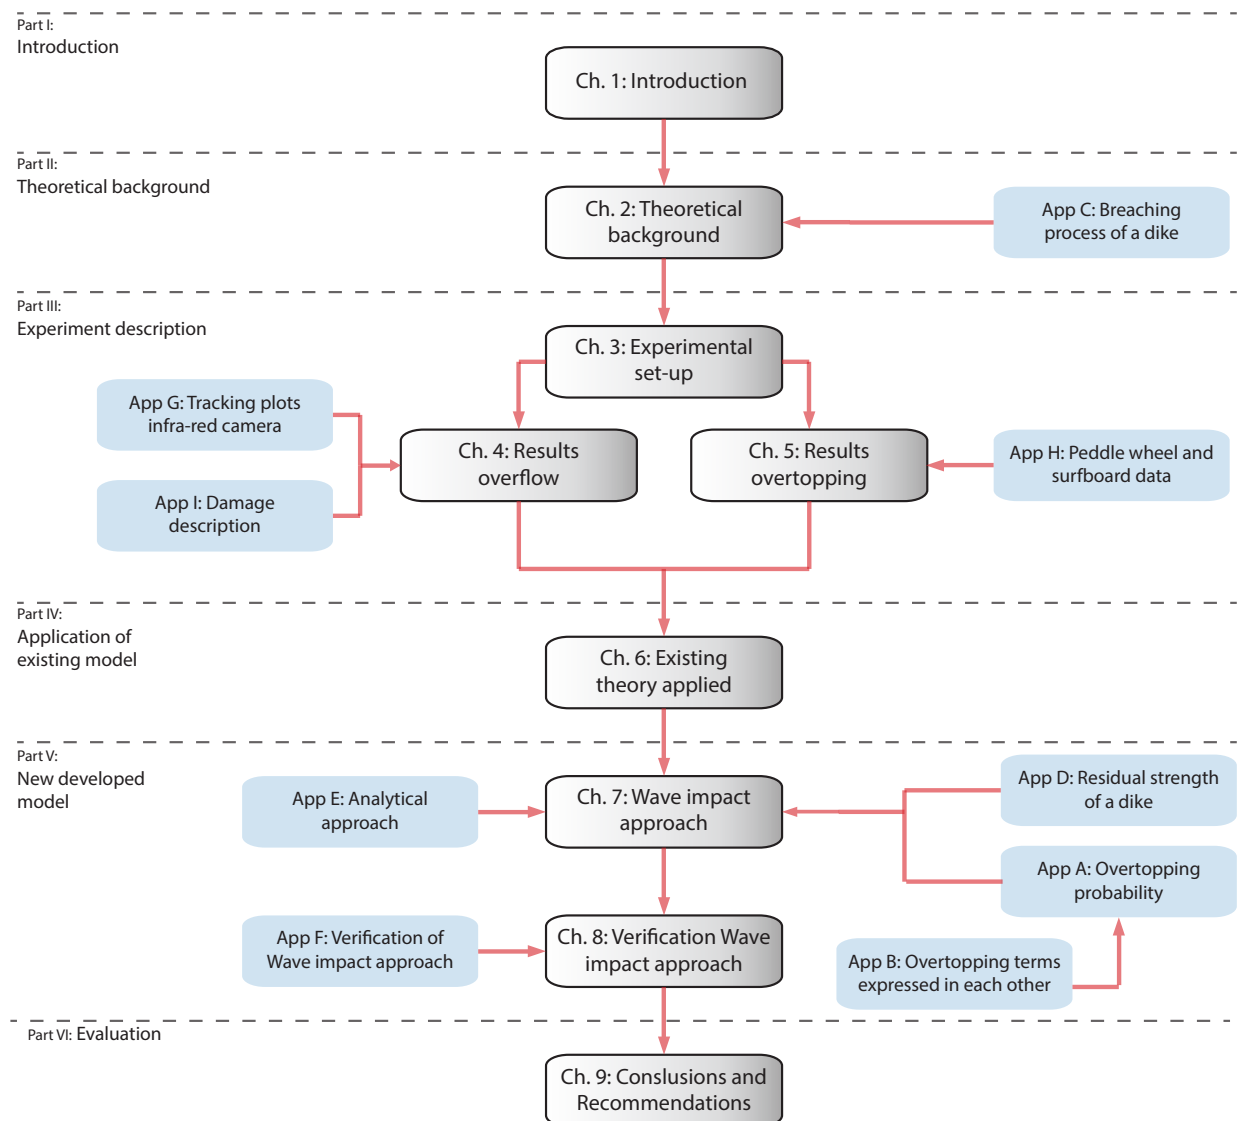 Part I:
Introduction
Ch. 1: Introduction
Part II:
Theoretical background
Ch. 2: Theoretical
background
App C: Breaching
process of a dike
Part III:
Experiment description
Ch. 3: Experimental
set-up
App G: Tracking plots
infra-red camera
Ch. 4: Results
overflow
Ch. 5: Results
overtopping
App H: Peddle wheel and
surfboard data
App I: Damage
description
Part IV:
Application of
existing model
Ch. 6: Existing
theory applied
Part V:
New developed
model
App E: Analytical
approach
Ch. 7: Wave impact
approach
App D: Residual strength
of a dike
App A: Overtopping
probability
App F: Verification of
Wave impact approach
Ch. 8: Verification Wave
impact approach
App B: Overtopping terms
expressed in each other
Part VI: Evaluation
Ch. 9: Conslusions and
Recommendations